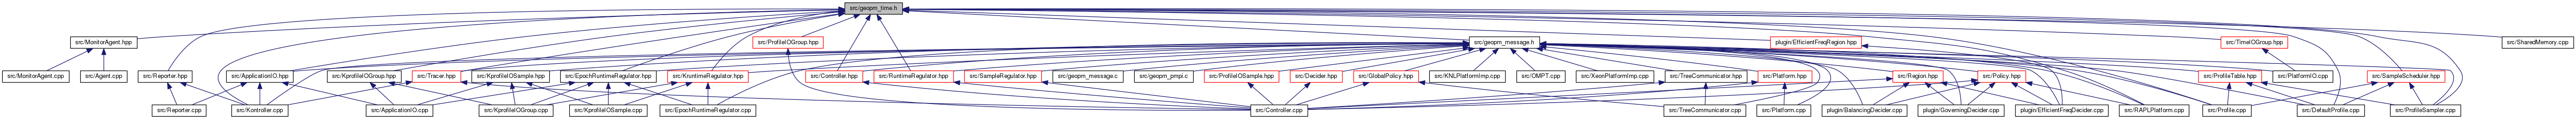 src/geopm_time.h
src/MonitorAgent.hpp
src/ProfileIOGroup.hpp
src/geopm_message.h
plugin/EfficientFreqRegion.hpp
src/TimeIOGroup.hpp
src/SharedMemory.cpp
src/MonitorAgent.cpp
src/Agent.cpp
src/Reporter.hpp
src/ApplicationIO.hpp
src/KprofileIOGroup.hpp
src/Tracer.hpp
src/KprofileIOSample.hpp
src/EpochRuntimeRegulator.hpp
src/KruntimeRegulator.hpp
src/Controller.hpp
src/RuntimeRegulator.hpp
src/SampleRegulator.hpp
src/geopm_message.c
src/geopm_pmpi.c
src/ProfileIOSample.hpp
src/Decider.hpp
src/GlobalPolicy.hpp
src/KNLPlatformImp.cpp
src/OMPT.cpp
src/XeonPlatformImp.cpp
src/TreeCommunicator.hpp
src/Platform.hpp
src/Region.hpp
src/Policy.hpp
src/ProfileTable.hpp
src/PlatformIO.cpp
src/SampleScheduler.hpp
src/Reporter.cpp
src/Kontroller.cpp
src/ApplicationIO.cpp
src/KprofileIOGroup.cpp
src/KprofileIOSample.cpp
src/EpochRuntimeRegulator.cpp
src/Controller.cpp
src/TreeCommunicator.cpp
src/Platform.cpp
plugin/BalancingDecider.cpp
plugin/GoverningDecider.cpp
plugin/EfficientFreqDecider.cpp
src/RAPLPlatform.cpp
src/Profile.cpp
src/DefaultProfile.cpp
src/ProfileSampler.cpp